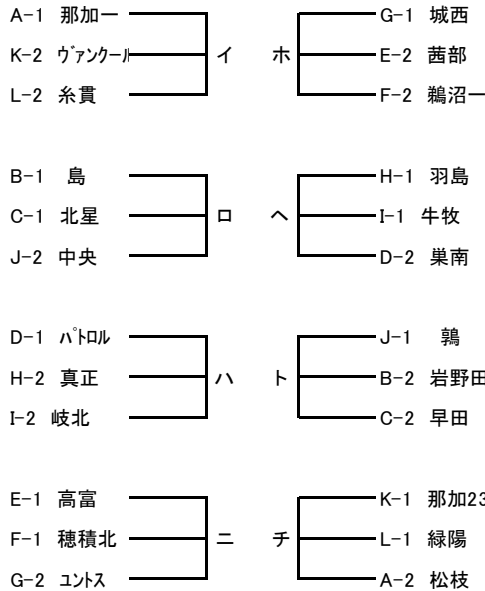 A-1 那加一 G-1 城西
K-2 ヴァンクール イ ホ E-2 茜部
L-2 糸貫 F-2 鵜沼一
B-1 島 H-1 羽島
C-1 北星 ロ ヘ I-1 牛牧
J-2 中央 D-2 巣南
D-1 パトロール J-1 鶉
H-2 真正 ハ ト B-2 岩野田
I-2 岐北 C-2 早田
E-1 高富 K-1 那加23
F-1 穂積北 ニ チ L-1 緑陽
G-2 ユントス A-2 松枝